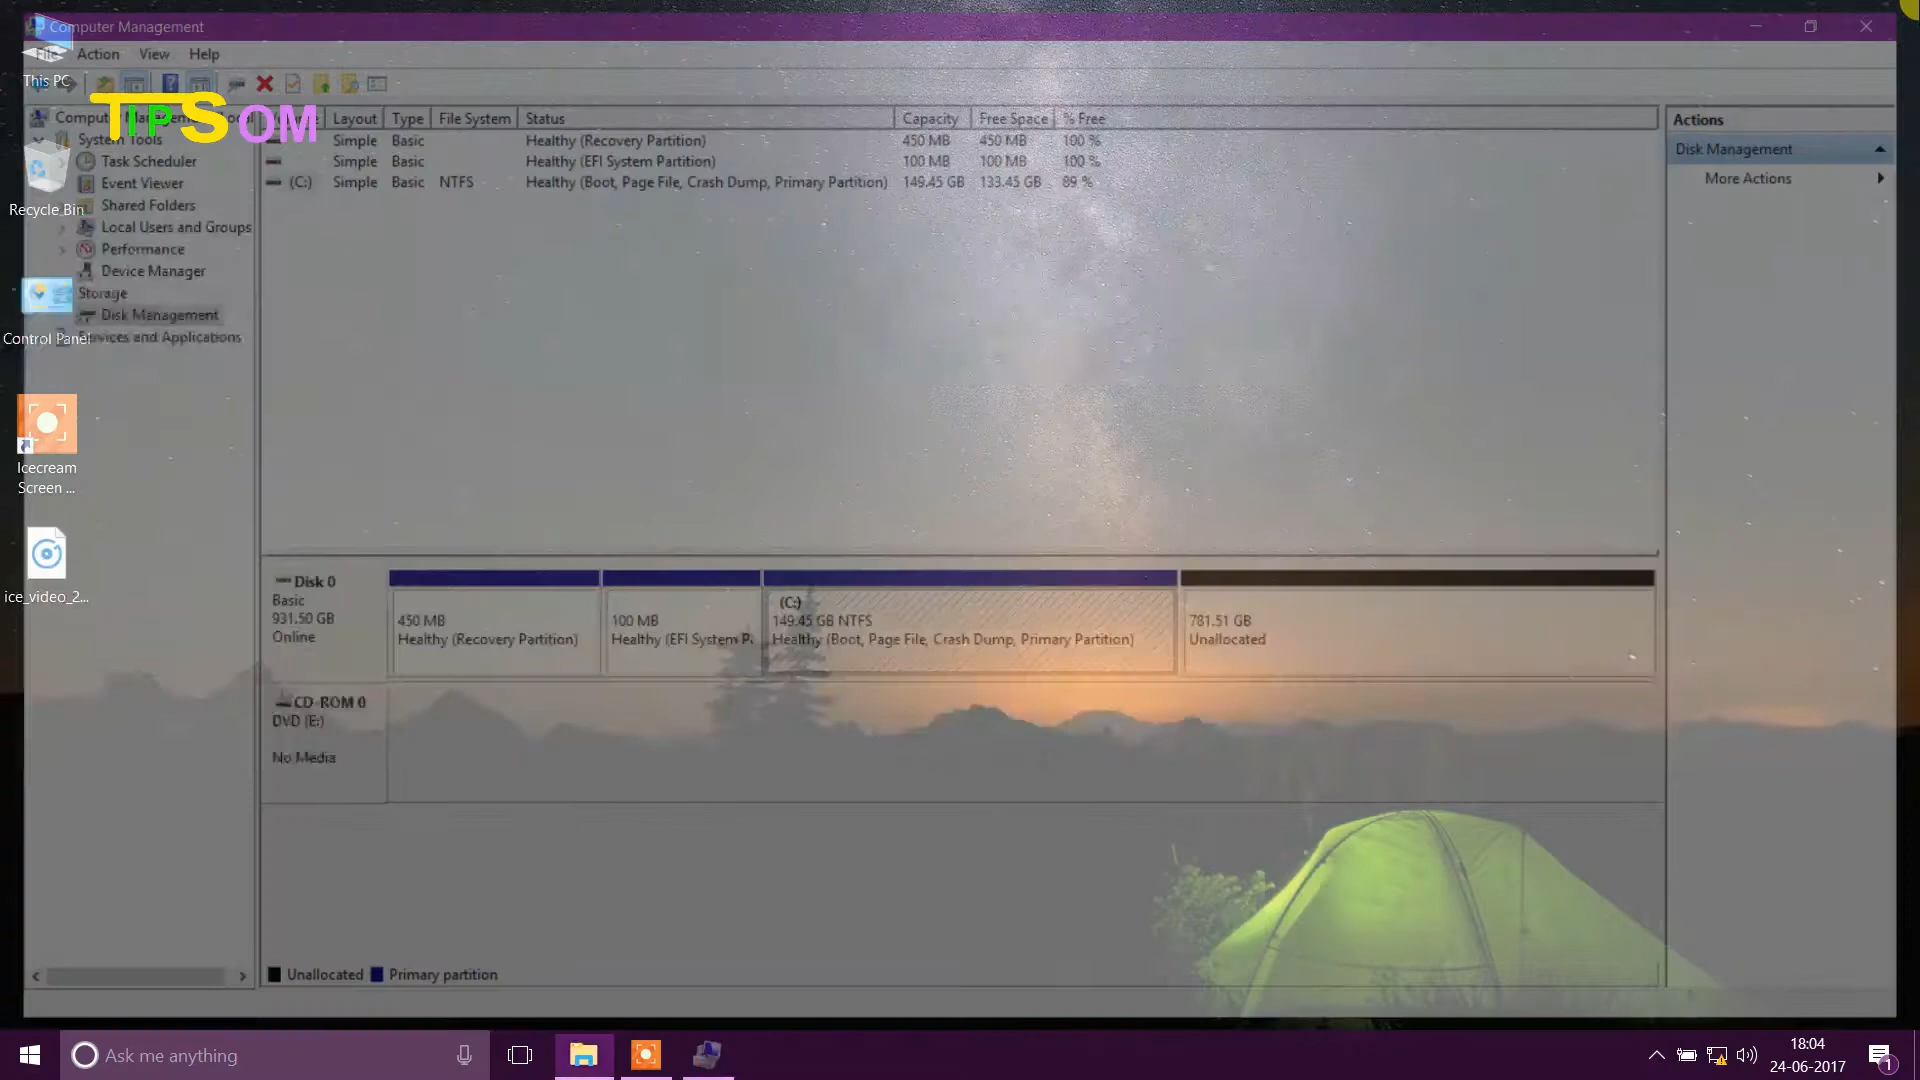 Computer Management
Action View Help
This PC
TIPSOM
Layout Type File System Status Capacity Free Space % Free
Simple Basic Healthy (Recovery Partition) 450 MB 450 MB 100 %
Simple Basic Healthy (EFI System Partition) 100 MB 100 MB 100 %
(C:) Simple Basic NTFS Healthy (Boot, Page File, Crash Dump, Primary Partition) 149.45 GB 133.45 GB 89 %
System Tools
Task Scheduler
Event Viewer
Shared Folders
Local Users and Groups
Performance
Device Manager
Storage
Disk Management
Services and Applications
Recycle Bin
Control Panel
Icecream
Screen ...
ice_video_2...
Actions
Disk Management
More Actions
Disk 0
Basic
931.50 GB
Online
450 MB
Healthy (Recovery Partition)
100 MB
Healthy (EFI System P
(C:)
149.45 GB NTFS
Healthy (Boot, Page File, Crash Dump, Primary Partition)
781.51 GB
Unallocated
CD-ROM 0
DVD (E:)
No Media
Unallocated Primary partition
Ask me anything
18:04
24-06-2017
1